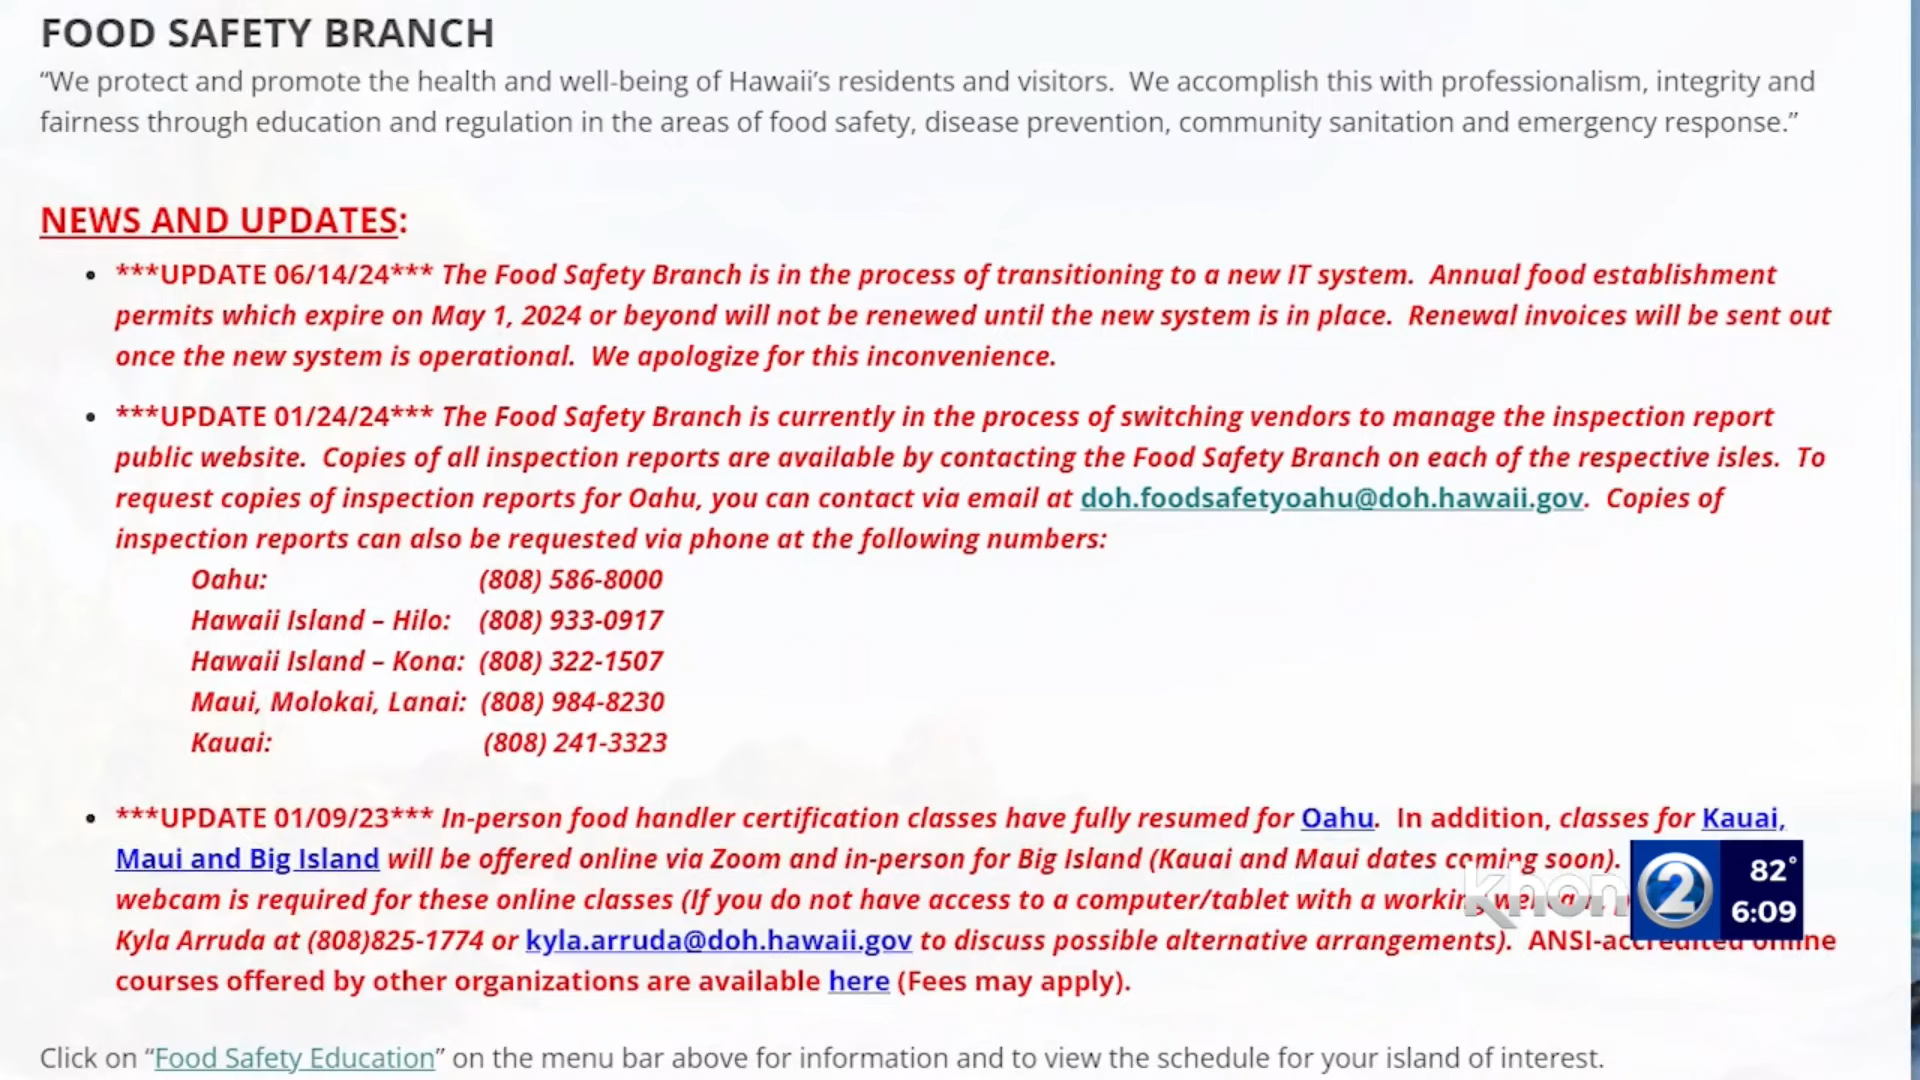 FOOD SAFETY BRANCH
“We protect and promote the health and well-being of Hawaii’s residents and visitors.  We accomplish this with professionalism, integrity and
fairness through education and regulation in the areas of food safety, disease prevention, community sanitation and emergency response.”
NEWS AND UPDATES:
***UPDATE 06/14/24*** The Food Safety Branch is in the process of transitioning to a new IT system.  Annual food establishment
permits which expire on May 1, 2024 or beyond will not be renewed until the new system is in place.  Renewal invoices will be sent out
once the new system is operational.  We apologize for this inconvenience.
***UPDATE 01/24/24*** The Food Safety Branch is currently in the process of switching vendors to manage the inspection report
public website.  Copies of all inspection reports are available by contacting the Food Safety Branch on each of the respective isles.  To
request copies of inspection reports for Oahu, you can contact via email at doh.foodsafetyoahu@doh.hawaii.gov.  Copies of
inspection reports can also be requested via phone at the following numbers:
Oahu: (808) 586-8000
Hawaii Island – Hilo: (808) 933-0917
Hawaii Island – Kona: (808) 322-1507
Maui, Molokai, Lanai: (808) 984-8230
Kauai: (808) 241-3323
***UPDATE 01/09/23*** In-person food handler certification classes have fully resumed for Oahu.  In addition, classes for Kauai,
Maui and Big Island will be offered online via Zoom and in-person for Big Island (Kauai and Maui dates coming soon).
webcam is required for these online classes (If you do not have access to a computer/tablet with a working
Kyla Arruda at (808)825-1774 or kyla.arruda@doh.hawaii.gov to discuss possible alternative arrangements).  ANSI-accredited online
courses offered by other organizations are available here (Fees may apply).
Click on “Food Safety Education” on the menu bar above for information and to view the schedule for your island of interest.
khon 2
82°
6:09